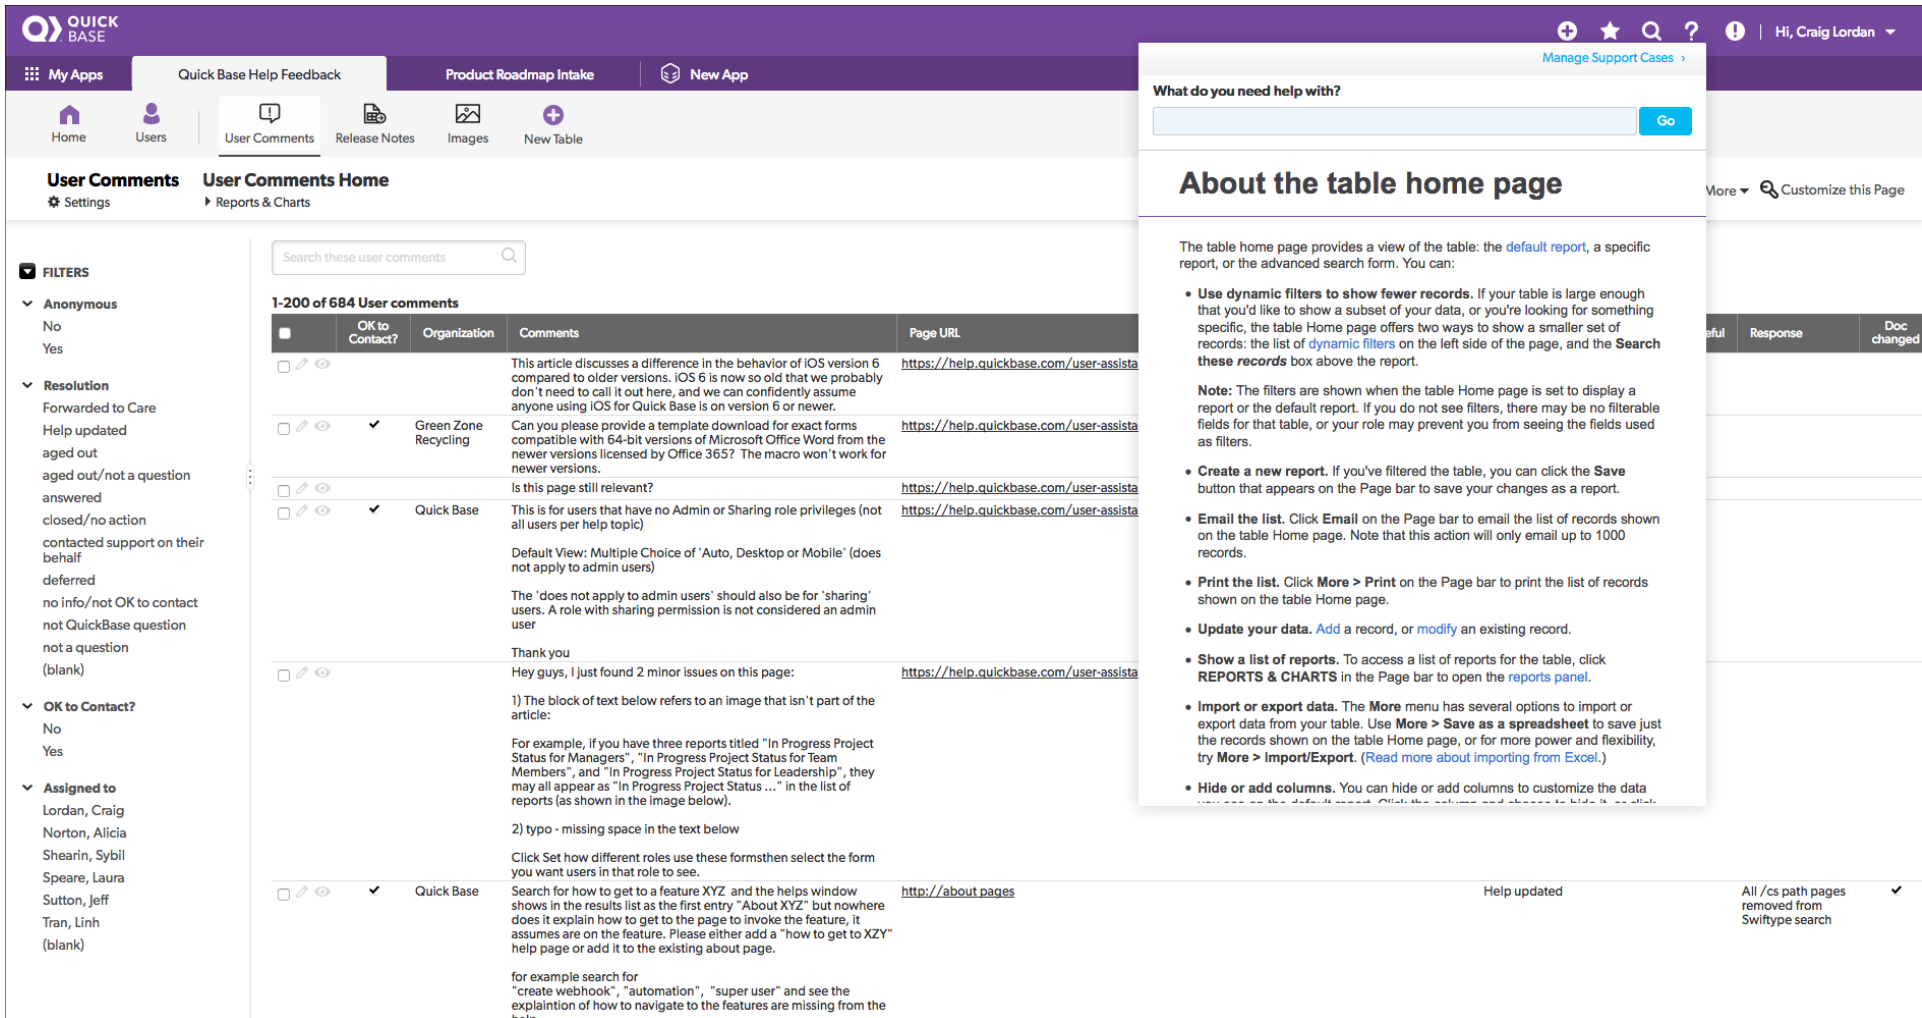 QUICK
BASE
Hi, Craig Lordan
My Apps
Quick Base Help Feedback
Product Roadmap Intake
New App
Home
Users
User Comments
Release Notes
Images
New Table
User Comments
Settings
User Comments Home
Reports & Charts
More
Customize this Page
FILTERS
Anonymous
No
Yes
Resolution
Forwarded to Care
Help updated
aged out
aged out/not a question
answered
closed/no action
contacted support on their
behalf
deferred
no info/not OK to contact
not QuickBase question
not a question
(blank)
OK to Contact?
No
Yes
Assigned to
Lordan, Craig
Norton, Alicia
Shearin, Sybil
Speare, Laura
Sutton, Jeff
Tran, Linh
(blank)
Search these user comments
1-200 of 684 User comments
OK to
Contact?
Organization
Comments
Page URL
Response
Doc
changed
This article discusses a difference in the behavior of iOS version 6
compared to older versions. iOS 6 is now so old that we probably
don't need to call it out here, and we can confidently assume
anyone using iOS for Quick Base is on version 6 or newer.
https://help.quickbase.com/user-assista
Green Zone
Recycling
Can you please provide a template download for exact forms
compatible with 64-bit versions of Microsoft Office Word from the
newer versions licensed by Office 365? The macro won't work for
newer versions.
https://help.quickbase.com/user-assista
Is this page still relevant?
https://help.quickbase.com/user-assista
Quick Base
This is for users that have no Admin or Sharing role privileges (not
all users per help topic)
Default View: Multiple Choice of 'Auto, Desktop or Mobile' (does
not apply to admin users)
The 'does not apply to admin users' should also be for 'sharing'
users. A role with sharing permission is not considered an admin
user
Thank you
https://help.quickbase.com/user-assista
Hey guys, I just found 2 minor issues on this page:
1) The block of text below refers to an image that isn't part of the
article:
For example, if you have three reports titled "In Progress Project
Status for Managers", "In Progress Project Status for Team
Members", and "In Progress Project Status for Leadership", they
may all appear as "In Progress Project Status ..." in the list of
reports (as shown in the image below).
2) typo - missing space in the text below
Click Set how different roles use these formsthen select the form
you want users in that role to see.
https://help.quickbase.com/user-assista
Quick Base
Search for how to get to a feature XYZ and the helps window
shows in the results list as the first entry "About XYZ" but nowhere
does it explain how to get to the page to invoke the feature, it
assumes are on the feature. Please either add a "how to get to XZY"
help page or add it to the existing about page.
for example search for
"create webhook", "automation", "super user" and see the
explaintion of how to navigate to the features are missing from the
http://about pages
Help updated
All /cs path pages
removed from
Swiftype search
Manage Support Cases
What do you need help with?
Go
About the table home page
The table home page provides a view of the table: the default report, a specific
report, or the advanced search form. You can:
Use dynamic filters to show fewer records. If your table is large enough
that you'd like to show a subset of your data, or you're looking for something
specific, the table Home page offers two ways to show a smaller set of
records: the list of dynamic filters on the left side of the page, and the Search
these records box above the report.
Note: The filters are shown when the table Home page is set to display a
report or the default report. If you do not see filters, there may be no filterable
fields for that table, or your role may prevent you from seeing the fields used
as filters.
Create a new report. If you've filtered the table, you can click the Save
button that appears on the Page bar to save your changes as a report.
Email the list. Click Email on the Page bar to email the list of records shown
on the table Home page. Note that this action will only email up to 1000
records.
Print the list. Click More > Print on the Page bar to print the list of records
shown on the table Home page.
Update your data. Add a record, or modify an existing record.
Show a list of reports. To access a list of reports for the table, click
REPORTS & CHARTS in the Page bar to open the reports panel.
Import or export data. The More menu has several options to import or
export data from your table. Use More > Save as a spreadsheet to save just
the records shown on the table Home page, or for more power and flexibility,
try More > Import/Export. (Read more about importing from Excel.)
Hide or add columns. You can hide or add columns to customize the data